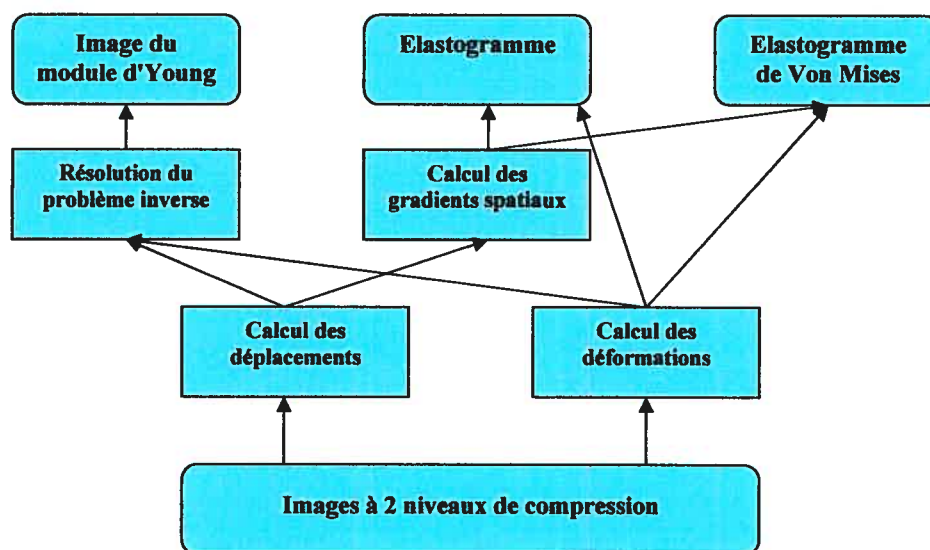 Image du
module d'Young
Elastogramme
Elastogramme
de Von Mises
Résolution du
problème inverse
Calcul des
gradients spatiaux
Calcul des
déplacements
Calcul des
déformations
Images à 2 niveaux de compression